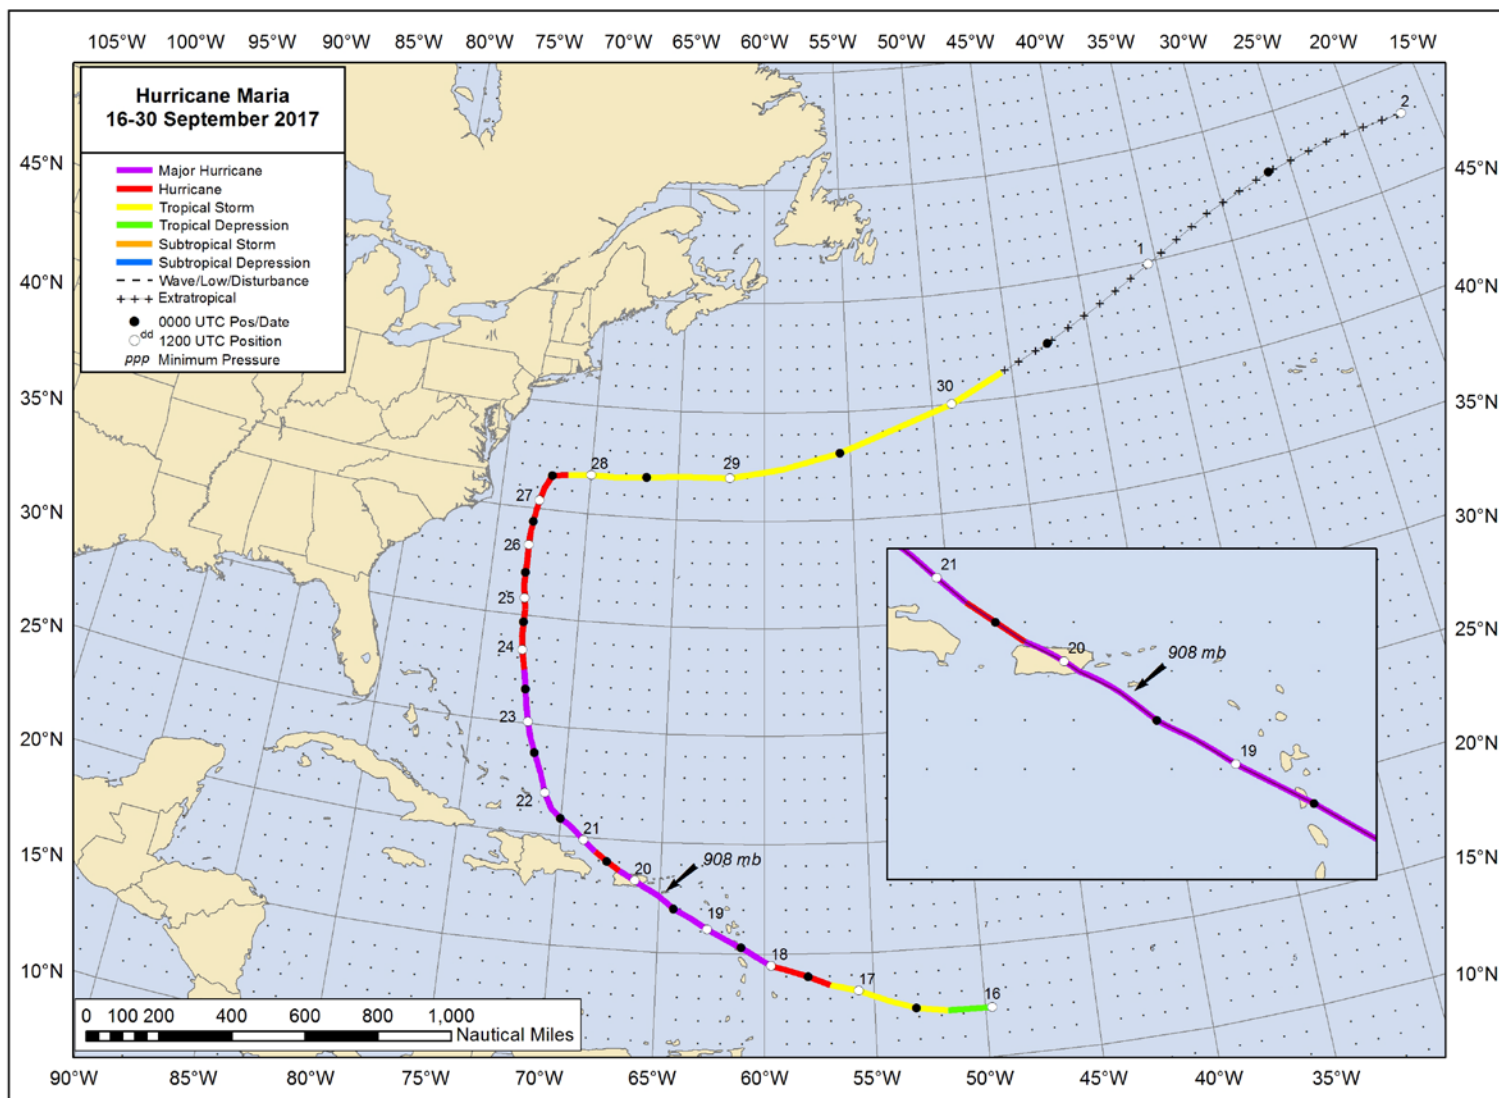 105°W 100°W 95°W 90°W 85°W 80°W 75°W 70°W 65°W 60°W 55°W 50°W 45°W 40°W 35°W 30°W 25°W 20°W 15°W
Hurricane Maria
16-30 September 2017
Major Hurricane
Hurricane
Tropical Storm
Tropical Depression
Subtropical Storm
Subtropical Depression
Wave/Low/Disturbance
Extratropical
0000 UTC Pos/Date
dd 1200 UTC Position
ppp Minimum Pressure
45°N
40°N
35°N
30°N
25°N
20°N
15°N
10°N
2
1
30
29
28
27
26
25
24
23
22
21
20
908 mb
19
18
17
16
21
20
908 mb
19
45°N
40°N
35°N
30°N
25°N
20°N
15°N
10°N
0 100 200 400 600 800 1,000
Nautical Miles
90°W 85°W 80°W 75°W 70°W 65°W 60°W 55°W 50°W 45°W 40°W 35°W